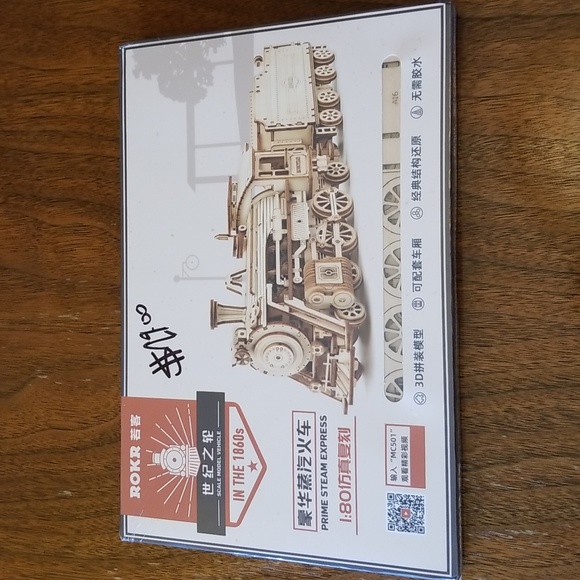 ROKR 若客
世纪之轮
SCALE MODEL VEHICLE
IN THE 1860s
豪华蒸汽火车
PRIME STEAM EXPRESS
1:80仿真复刻
输入“MC501”
观看精彩视频
3D拼装模型
可配套车厢
经典结构还原
无需胶水
A16